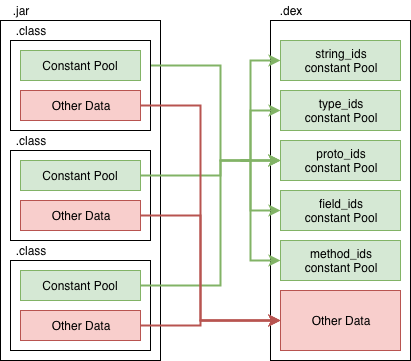 .jar
.class
Constant Pool
Other Data
.class
Constant Pool
Other Data
.class
Constant Pool
Other Data
.dex
string_ids
constant Pool
type_ids
constant Pool
proto_ids
constant Pool
field_ids
constant Pool
method_ids
constant Pool
Other Data